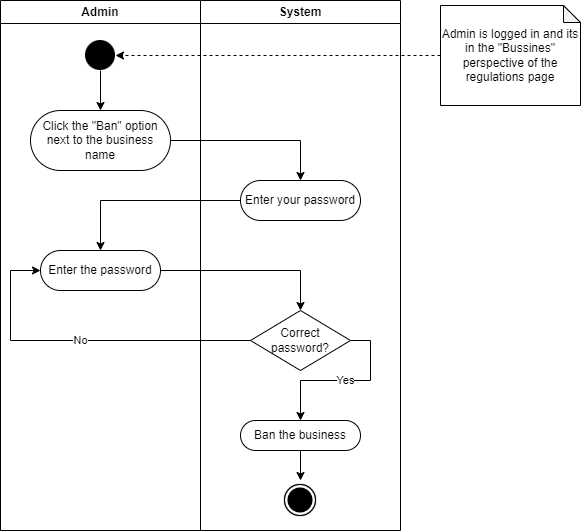 Admin
System
Admin is logged in and its
in the "Bussines"
perspective of the
regulations page
Click the "Ban" option
next to the business
name
Enter your password
Enter the password
Correct
password?
No
Yes
Ban the business